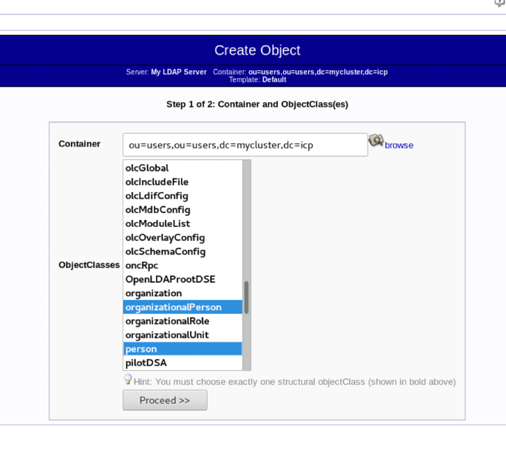 Create Object
Server: My LDAP Server Container: ou=users,ou=users,dc=mycluster,dc=icp
Template: Default
Step 1 of 2: Container and ObjectClass(es)
Container
ou=users,ou=users,dc=mycluster,dc=icp
browse
ObjectClasses
olcGlobal
olcIncludeFile
olcLdifConfig
olcMdbConfig
olcModuleList
olcOverlayConfig
olcSchemaConfig
oncRpc
OpenLDAProotDSE
organization
organizationalPerson
organizationalRole
organizationalUnit
person
pilotDSA
Hint: You must choose exactly one structural objectClass (shown in bold above)
Proceed >>